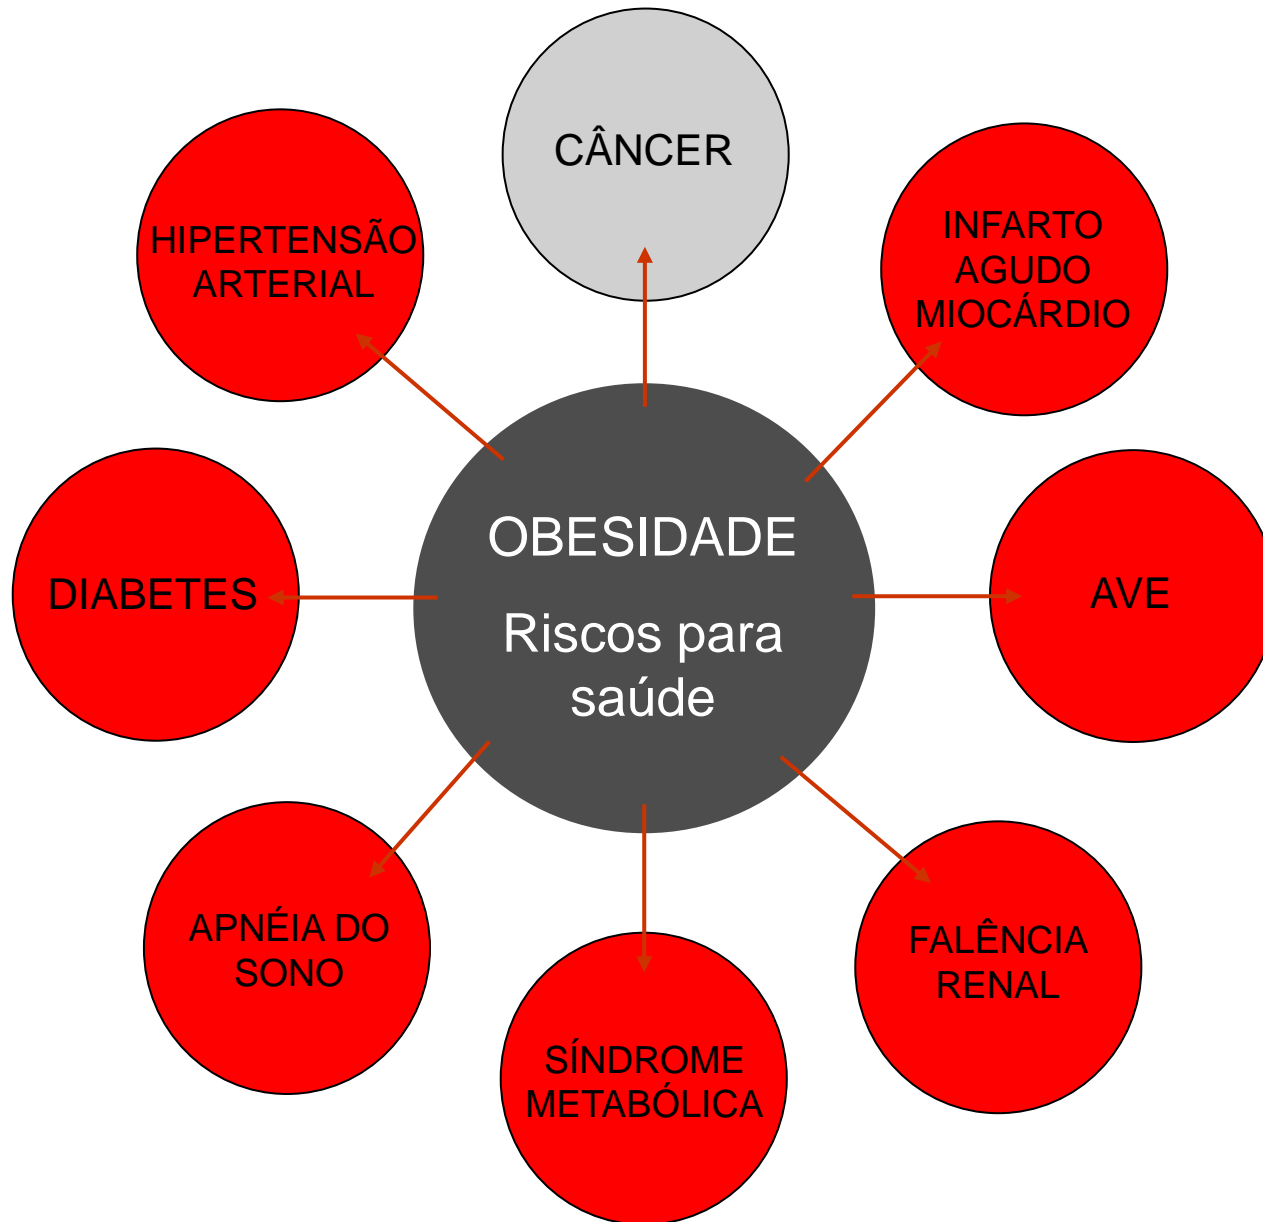 CÂNCER
HIPERTENSÃO
ARTERIAL
INFARTO
AGUDO
MIOCÁRDIO
OBESIDADE
Riscos para
saúde
DIABETES
AVE
APNÉIA DO
SONO
FALÊNCIA
RENAL
SÍNDROME
METABÓLICA